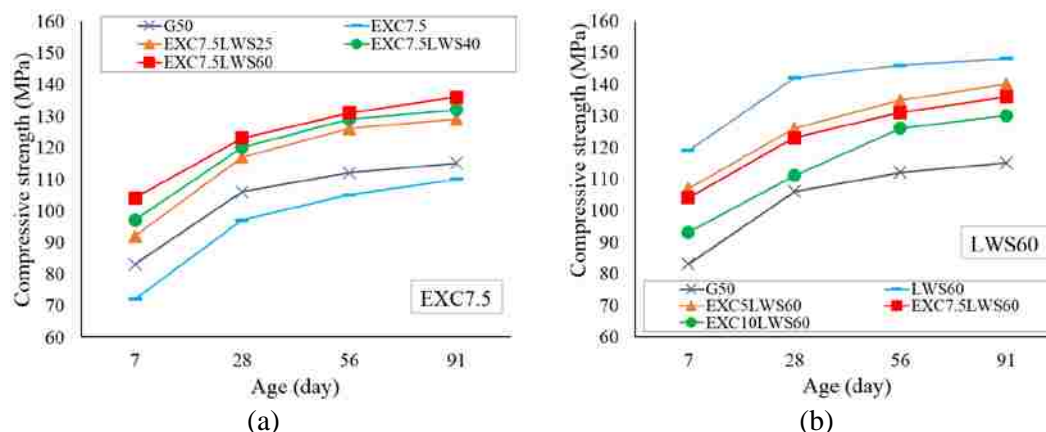 160
150
140
130
120
110
100
90
80
70
60
Compressive strength (MPa)
G50 EXC7.5
EXC7.5LWS25 EXC7.5LWS40
EXC7.5LWS60
EXC7.5
7 28 56 91
Age (day)
(a)
160
150
140
130
120
110
100
90
80
70
60
Compressive strength (MPa)
LWS60
G50 LWS60
EXC5LWS60 EXC7.5LWS60
EXC10LWS60
7 28 56 91
Age (day)
(b)